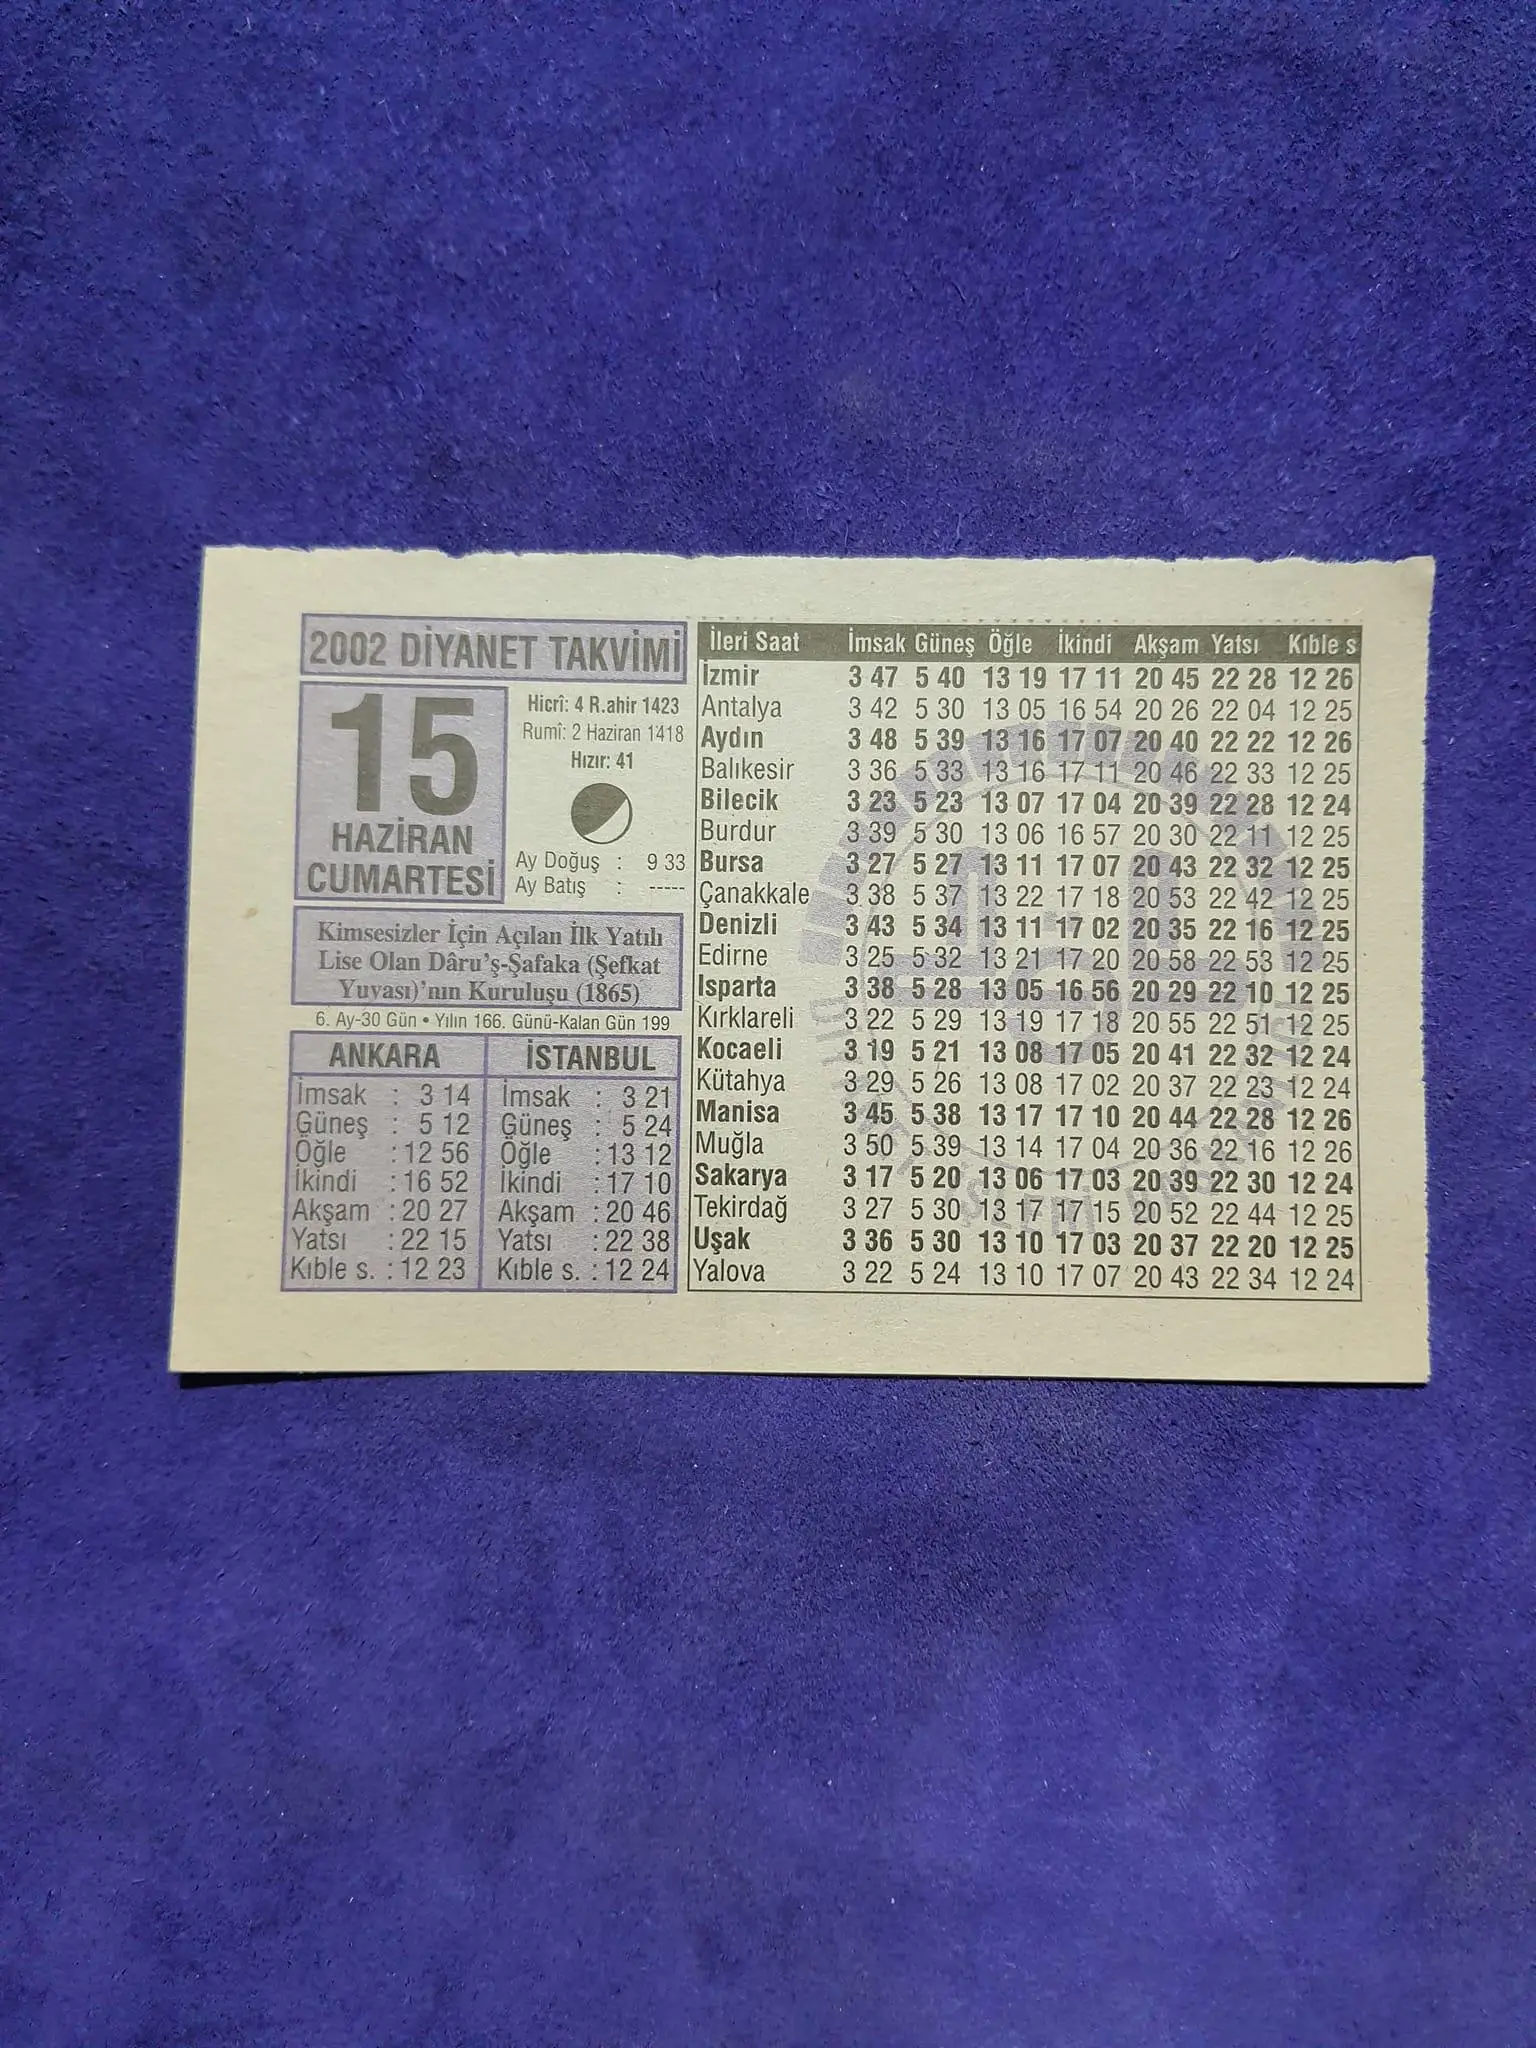 2002 DİYANET TAKVİMİ
15
HAZİRAN
CUMARTESİ
Hicrî: 4 R.ahir 1423
Rumî: 2 Haziran 1418
Hızır: 41
Ay Doğuş : 9 33
Ay Batış : -----
Kimsesizler İçin Açılan İlk Yatılı
Lise Olan Dâru'ş-Şafaka (Şefkat
Yuvası)'nın Kuruluşu (1865)
6. Ay-30 Gün • Yılın 166. Günü-Kalan Gün 199
ANKARA
İmsak : 3 14
Güneş : 5 12
Öğle : 12 56
İkindi : 16 52
Akşam : 20 27
Yatsı : 22 15
Kıble s. : 12 23
İSTANBUL
İmsak : 3 21
Güneş : 5 24
Öğle : 13 12
İkindi : 17 10
Akşam : 20 46
Yatsı : 22 38
Kıble s. : 12 24
İleri Saat İmsak Güneş Öğle İkindi Akşam Yatsı Kıble s
İzmir 3 47 5 40 13 19 17 11 20 45 22 28 12 26
Antalya 3 42 5 30 13 05 16 54 20 26 22 04 12 25
Aydın 3 48 5 39 13 16 17 07 20 40 22 22 12 26
Balıkesir 3 36 5 33 13 16 17 11 20 46 22 33 12 25
Bilecik 3 23 5 23 13 07 17 04 20 39 22 28 12 24
Burdur 3 39 5 30 13 06 16 57 20 30 22 11 12 25
Bursa 3 27 5 27 13 11 17 07 20 43 22 32 12 25
Çanakkale 3 38 5 37 13 22 17 18 20 53 22 42 12 25
Denizli 3 43 5 34 13 11 17 02 20 35 22 16 12 25
Edirne 3 25 5 32 13 21 17 20 20 58 22 53 12 25
Isparta 3 38 5 28 13 05 16 56 20 29 22 10 12 25
Kırklareli 3 22 5 29 13 19 17 18 20 55 22 51 12 25
Kocaeli 3 19 5 21 13 08 17 05 20 41 22 32 12 24
Kütahya 3 29 5 26 13 08 17 02 20 37 22 23 12 24
Manisa 3 45 5 38 13 17 17 10 20 44 22 28 12 26
Muğla 3 50 5 39 13 14 17 04 20 36 22 16 12 26
Sakarya 3 17 5 20 13 06 17 03 20 39 22 30 12 24
Tekirdağ 3 27 5 30 13 17 17 15 20 52 22 44 12 25
Uşak 3 36 5 30 13 10 17 03 20 37 22 20 12 25
Yalova 3 22 5 24 13 10 17 07 20 43 22 34 12 24